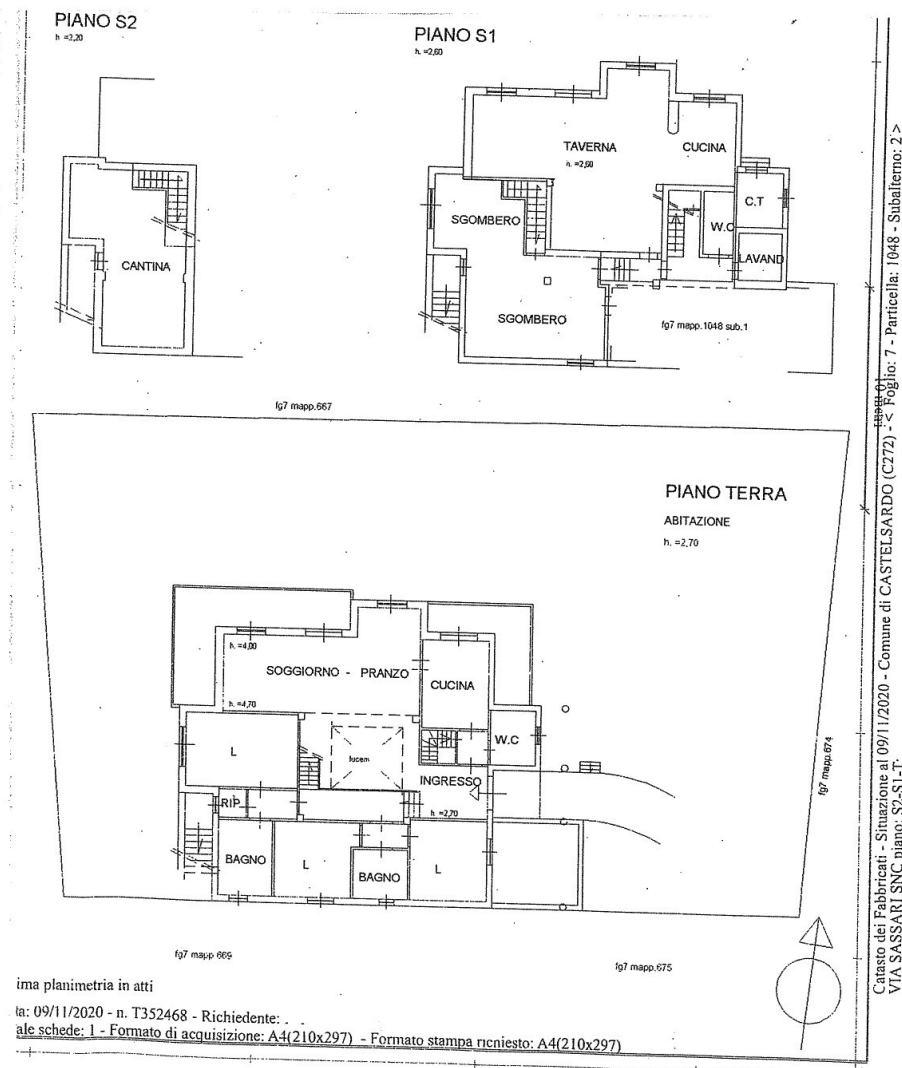 PIANO S2
h =2,20
PIANO S1
h. =2,60
TAVERNA
h. =2,60
CUCINA
C.T
W.C
LAVAND
SGOMBERO
SGOMBERO
CANTINA
fg7 mapp.1048 sub.1
fg7 mapp.667
PIANO TERRA
ABITAZIONE
h. =2,70
h. =4,00
SOGGIORNO - PRANZO
h. =4,70
CUCINA
L
lucern
W.C
INGRESSO
h. =2,70
RIP
BAGNO
L
BAGNO
L
fg7 mapp.674
fg7 mapp 669
fg7 mapp.675
ima planimetria in atti
ta: 09/11/2020 - n. T352468 - Richiedente:
ale schede: 1 - Formato di acquisizione: A4(210x297) - Formato stampa richiesto: A4(210x297)
Catasto dei Fabbricati - Situazione al 09/11/2020 - Comune di CASTELSARDO (C272) - < Foglio: 7 - Particella: 1048 - Subalterno: 2 >
VIA SASSARI SNC piano: S2-S1-T;